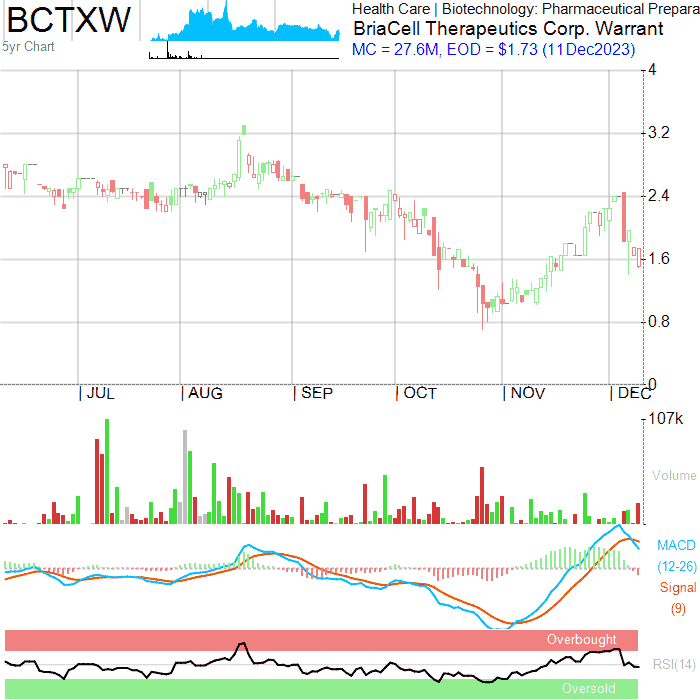 BCTXW
5yr Chart
Health Care | Biotechnology: Pharmaceutical Prepara
BriaCell Therapeutics Corp. Warrant
MC = 27.6M, EOD = $1.73 (11Dec2023)
4
3.2
2.4
1.6
0.8
0
| JUL | AUG | SEP | OCT | NOV | DEC
107k
Volume
MACD
(12-26)
Signal
(9)
Overbought
RSI(14)
Oversold